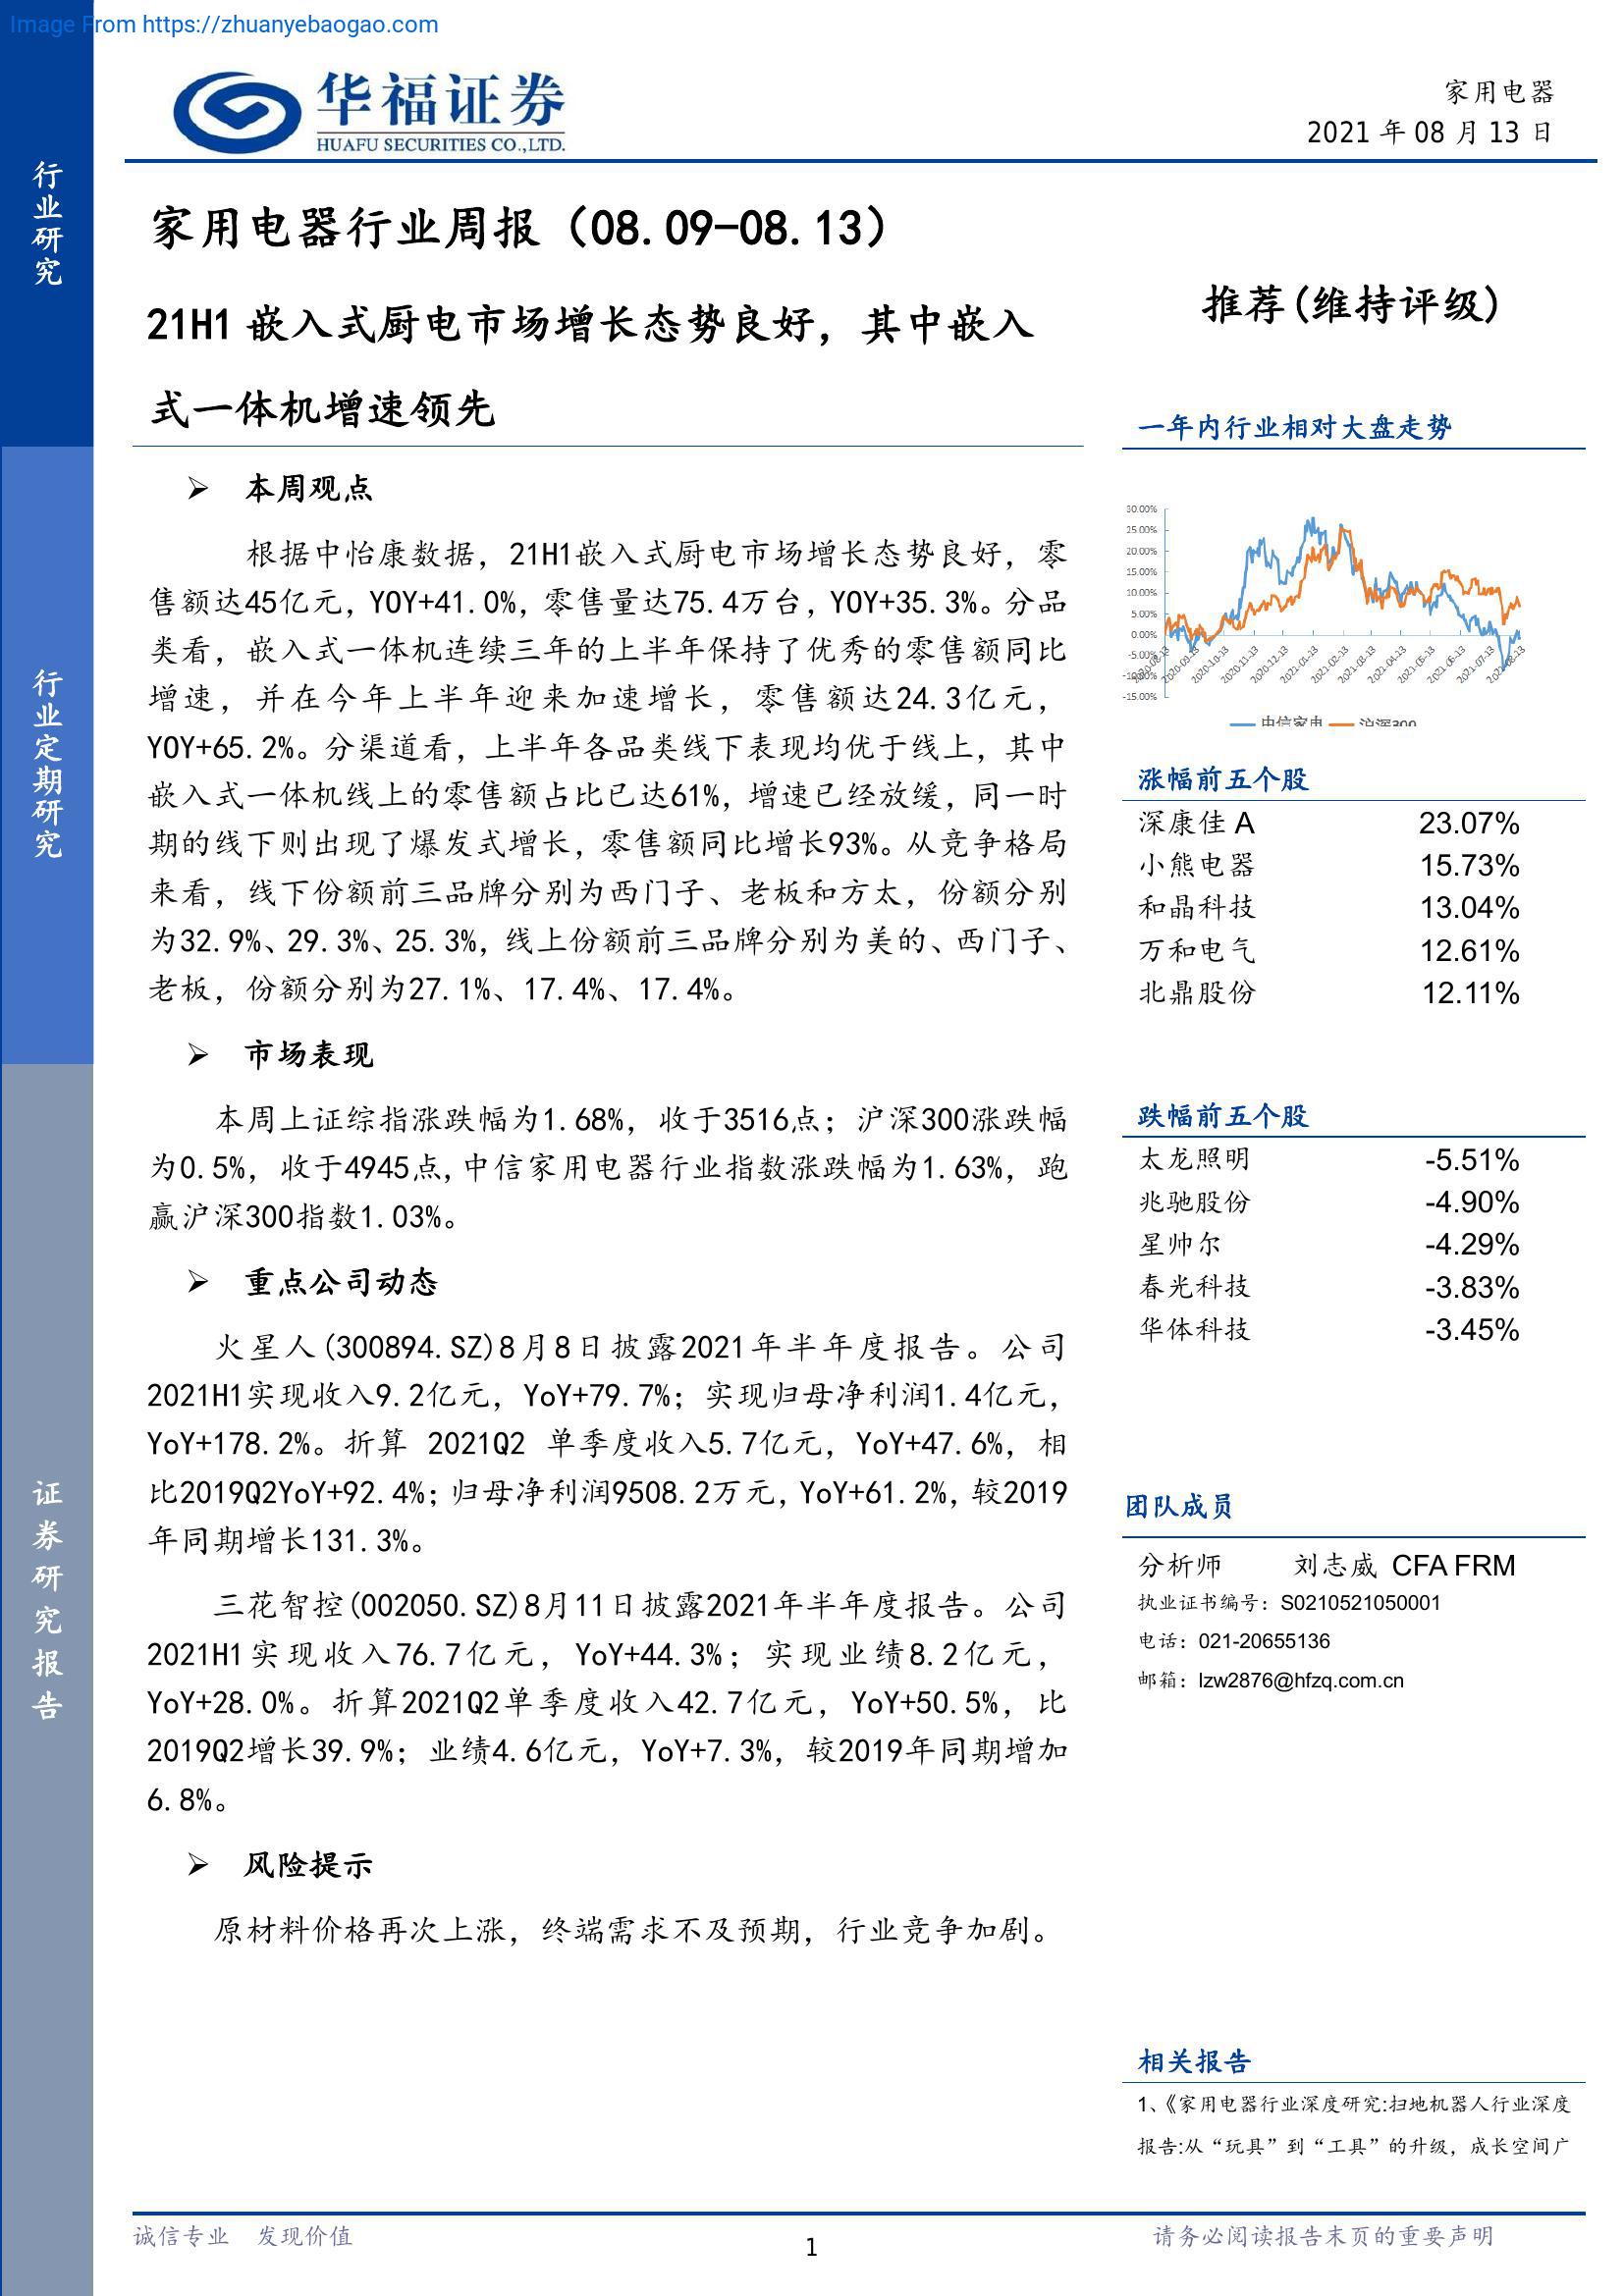 Image From https://zhuanyebaogao.com
华福证券
HUAFU SECURITIES CO.,LTD.
家用电器
2021 年 08 月 13 日
行业研究
行业定期研究
证券研究报告
家用电器行业周报（08.09-08.13）
21H1 嵌入式厨电市场增长态势良好，其中嵌入
式一体机增速领先
➢ 本周观点
根据中怡康数据，21H1嵌入式厨电市场增长态势良好，零
售额达45亿元，YOY+41.0%，零售量达75.4万台，YOY+35.3%。分品
类看，嵌入式一体机连续三年的上半年保持了优秀的零售额同比
增速，并在今年上半年迎来加速增长，零售额达24.3亿元，
YOY+65.2%。分渠道看，上半年各品类线下表现均优于线上，其中
嵌入式一体机线上的零售额占比已达61%，增速已经放缓，同一时
期的线下则出现了爆发式增长，零售额同比增长93%。从竞争格局
来看，线下份额前三品牌分别为西门子、老板和方太，份额分别
为32.9%、29.3%、25.3%，线上份额前三品牌分别为美的、西门子、
老板，份额分别为27.1%、17.4%、17.4%。
➢ 市场表现
本周上证综指涨跌幅为1.68%，收于3516点；沪深300涨跌幅
为0.5%，收于4945点,中信家用电器行业指数涨跌幅为1.63%，跑
赢沪深300指数1.03%。
➢ 重点公司动态
火星人(300894.SZ)8月8日披露2021年半年度报告。公司
2021H1实现收入9.2亿元，YoY+79.7%；实现归母净利润1.4亿元，
YoY+178.2%。折算 2021Q2 单季度收入5.7亿元，YoY+47.6%，相
比2019Q2YoY+92.4%；归母净利润9508.2万元，YoY+61.2%，较2019
年同期增长131.3%。
三花智控(002050.SZ)8月11日披露2021年半年度报告。公司
2021H1实现收入76.7亿元，YoY+44.3%；实现业绩8.2亿元，
YoY+28.0%。折算2021Q2单季度收入42.7亿元，YoY+50.5%，比
2019Q2增长39.9%；业绩4.6亿元，YoY+7.3%，较2019年同期增加
6.8%。
➢ 风险提示
原材料价格再次上涨，终端需求不及预期，行业竞争加剧。
推荐(维持评级)
一年内行业相对大盘走势
30.00%
25.00%
20.00%
15.00%
10.00%
5.00%
0.00%
-5.00%
-10.00%
-15.00%
2020-08-13
2020-09-13
2020-10-13
2020-11-13
2020-12-13
2021-01-13
2021-02-13
2021-03-13
2021-04-13
2021-05-13
2021-06-13
2021-07-13
2021-08-13
中信家电 沪深300
涨幅前五个股
深康佳 A 23.07%
小熊电器 15.73%
和晶科技 13.04%
万和电气 12.61%
北鼎股份 12.11%
跌幅前五个股
太龙照明 -5.51%
兆驰股份 -4.90%
星帅尔 -4.29%
春光科技 -3.83%
华体科技 -3.45%
团队成员
分析师 刘志威 CFA FRM
执业证书编号：S0210521050001
电话：021-20655136
邮箱：lzw2876@hfzq.com.cn
相关报告
1、《家用电器行业深度研究:扫地机器人行业深度
报告:从“玩具”到“工具”的升级，成长空间广
诚信专业 发现价值
1
请务必阅读报告末页的重要声明